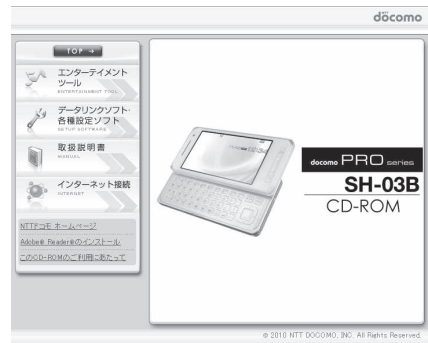 NTT
döcomo
TOP →
エンターテイメント
ツール
ENTERTAINMENT TOOL
データリンクソフト・
各種設定ソフト
SETUP SOFTWARE
取扱説明書
MANUAL
インターネット接続
INTERNET
NTTドコモ ホームページ
Adobe® Reader®のインストール
このCD-ROMのご利用にあたって
docomo PRO series
SH-03B
CD-ROM
© 2010 NTT DOCOMO, INC. All Rights Reserved.